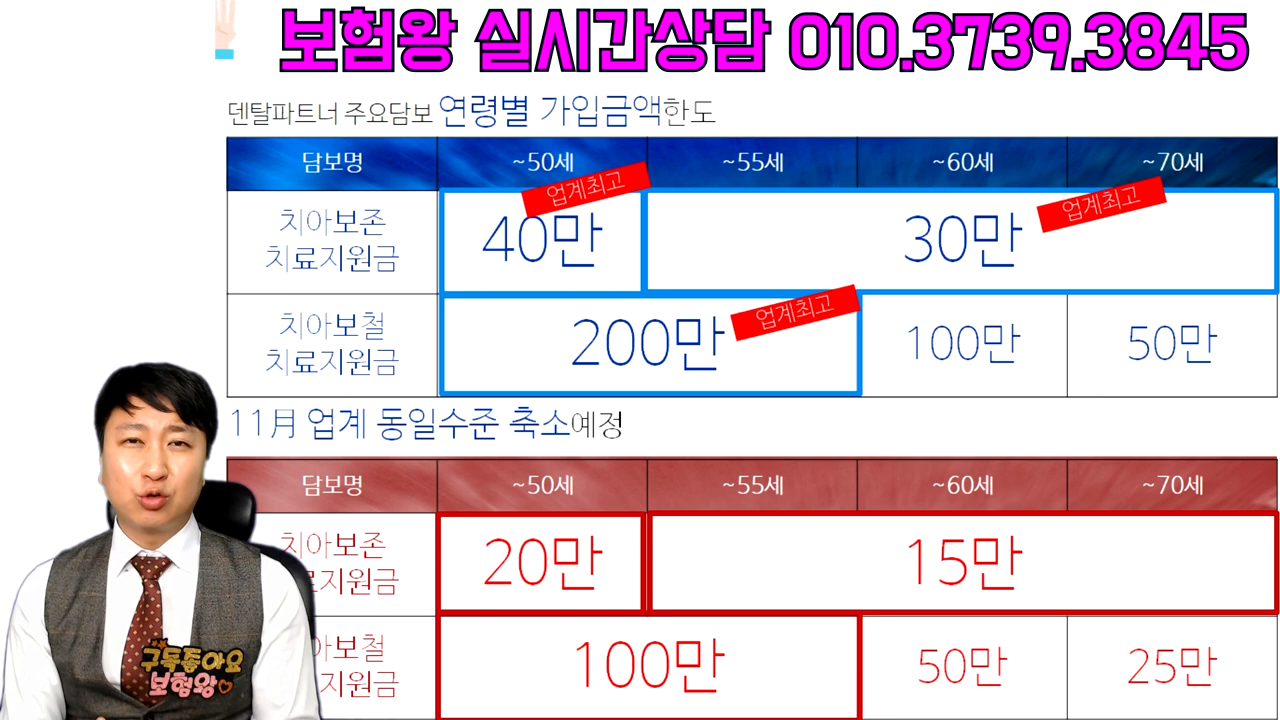 보험왕 실시간상담 010.3739.3845
덴탈파트너 주요담보 연령별 가입금액한도
담보명 ~50세 ~55세 ~60세 ~70세
업계최고 업계최고
치아보존
치료지원금
40만 30만
업계최고
치아보철
치료지원금
200만 100만 50만
11月 업계 동일수준 축소예정
담보명 ~50세 ~55세 ~60세 ~70세
치아보존
료지원금
20만 15만
아보철
지원금
100만 50만 25만
구독좋아요
보험왕